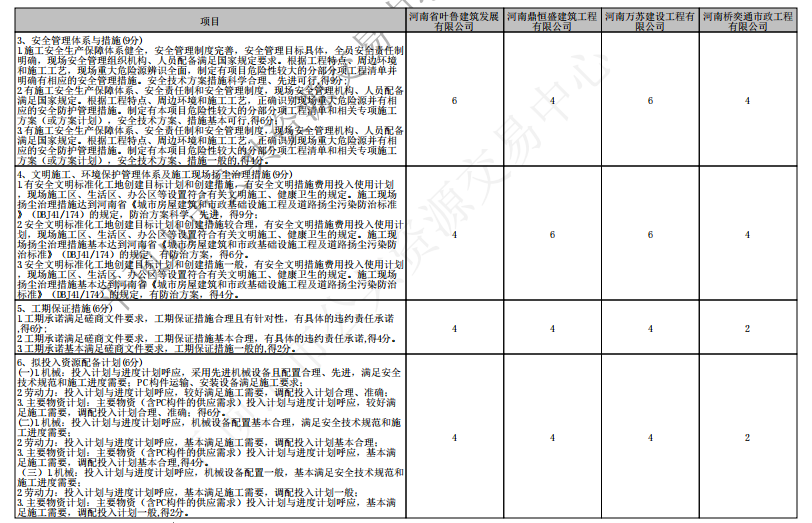 项目
河南省叶鲁建筑发展有限公司
河南鼎恒盛建筑工程有限公司
河南万苏建设工程有限公司
河南桥奕通市政工程有限公司
3、安全管理体系与措施(9分)
1施工安全生产保障体系健全，安全管理制度完善，安全管理目标具体，全员安全责任制
明确，现场安全管理组织机构、人员配备满足国家规定要求。根据工程特点、周边环境
和施工工艺，现场重大危险源辨识全面，制定有项目危险性较大的分部分项工程清单并
明确有相应的安全管理措施。安全技术方案措施科学合理、先进可行,得9分;
2有施工安全生产保障体系、安全责任制和安全管理制度，现场安全管理机构、人员配备
满足国家规定。根据工程特点、周边环境和施工工艺，正确识别现场重大危险源并有相
应的安全防护管理措施。制定有本项目危险性较大的分部分项工程清单和相关专项施工
方案（或方案计划），安全技术方案、措施基本可行,得6分;
3有施工安全生产保障体系、安全责任制和安全管理制度，现场安全管理机构、人员配备
满足国家规定。根据工程特点、周边环境和施工工艺，正确识别现场重大危险源并有相
应的安全防护管理措施。制定有本项目危险性较大的分部分项工程清单和相关专项施工
方案（或方案计划），安全技术方案、措施一般的,得4分。
6
4
6
4
4、文明施工、环境保护管理体系及施工现场扬尘治理措施(9分)
1有安全文明标准化工地创建目标计划和创建措施，有安全文明措施费用投入使用计划
，现场施工区、生活区、办公区等设置符合有关文明施工、健康卫生的规定。施工现场
扬尘治理措施达到河南省《城市房屋建筑和市政基础设施工程及道路扬尘污染防治标准
》（DBJ41/174）的规定，防治方案科学、先进，得9分；
2安全文明标准化工地创建目标计划和创建措施较合理，有安全文明措施费用投入使用计
划，现场施工区、生活区、办公区等设置符合有关文明施工、健康卫生的规定。施工现
场扬尘治理措施基本达到河南省《城市房屋建筑和市政基础设施工程及道路扬尘污染防
治标准》（DBJ41/174）的规定，有防治方案，得6分。
3安全文明标准化工地创建目标计划和创建措施一般，有安全文明措施费用投入使用计划
，现场施工区、生活区、办公区等设置符合有关文明施工、健康卫生的规定。施工现场
扬尘治理措施基本达到河南省《城市房屋建筑和市政基础设施工程及道路扬尘污染防治
标准》（DBJ41/174）的规定，有防治方案，得4分。
4
6
6
4
5、工期保证措施(6分)
1工期承诺满足磋商文件要求，工期保证措施合理且有针对性，有具体的违约责任承诺
,得6分;
2工期承诺满足磋商文件要求，工期保证措施基本合理，有具体的违约责任承诺,得4分。
3工期承诺基本满足磋商文件要求，工期保证措施一般的,得2分。
4
4
4
2
6、拟投入资源配备计划(6分)
(一)1机械：投入计划与进度计划呼应，采用先进机械设备且配置合理、先进，满足安全
技术规范和施工进度需要；PC构件运输、安装设备满足施工要求；
2劳动力：投入计划与进度计划呼应，较好满足施工需要，调配投入计划合理、准确；
3.主要物资计划：主要物资（含PC构件的供应需求）投入计划与进度计划呼应，较好满
足施工需要，调配投入计划合理、准确；得6分。
(二)1机械：投入计划与进度计划呼应，机械设备配置基本合理，满足安全技术规范和施
工进度需要；
2劳动力：投入计划与进度计划呼应，基本满足施工需要，调配投入计划基本合理；
3.主要物资计划：主要物资（含PC构件的供应需求）投入计划与进度计划呼应，基本满
足施工需要，调配投入计划基本合理,得4分。
(三)1机械：投入计划与进度计划呼应，机械设备配置一般，基本满足安全技术规范和
施工进度需要；
2劳动力：投入计划与进度计划呼应，基本满足施工需要，调配投入计划一般；
3.主要物资计划：主要物资（含PC构件的供应需求）投入计划与进度计划呼应，基本满
足施工需要，调配投入计划一般,得2分。
4
4
4
2